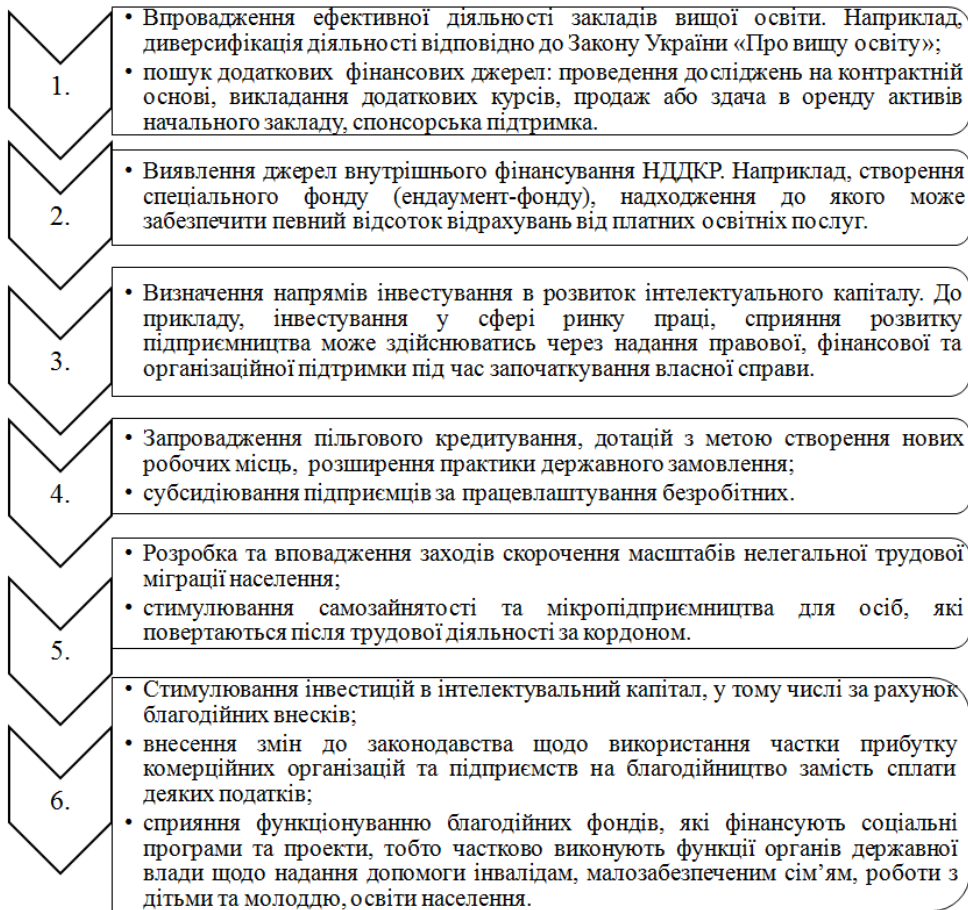 1.
• Впровадження ефективної діяльності закладів вищої освіти. Наприклад,
диверсифікація діяльності відповідно до Закону України «Про вищу освіту»;
• пошук додаткових фінансових джерел: проведення досліджень на контрактній
основі, викладання додаткових курсів, продаж або здача в оренду активів
начального закладу, спонсорська підтримка.
2.
• Виявлення джерел внутрішнього фінансування НДДКР. Наприклад, створення
спеціального фонду (ендаумент-фонду), надходження до якого може
забезпечити певний відсоток відрахувань від платних освітніх послуг.
3.
• Визначення напрямів інвестування в розвиток інтелектуального капіталу. До
прикладу, інвестування у сфері ринку праці, сприяння розвитку
підприємництва може здійснюватись через надання правової, фінансової та
організаційної підтримки під час започаткування власної справи.
4.
• Запровадження пільгового кредитування, дотацій з метою створення нових
робочих місць, розширення практики державного замовлення;
• субсидіювання підприємців за працевлаштування безробітних.
5.
• Розробка та вповадження заходів скорочення масштабів нелегальної трудової
міграції населення;
• стимулювання самозайнятості та мікропідприємництва для осіб, які
повертаються після трудової діяльності за кордоном.
6.
• Стимулювання інвестицій в інтелектувальний капітал, у тому числі за рахунок
благодійних внесків;
• внесення змін до законодавства щодо використання частки прибутку
комерційних організацій та підприємств на благодійництво замість сплати
деяких податків;
• сприяння функціонуванню благодійних фондів, які фінансують соціальні
програми та проекти, тобто частково виконують функції органів державної
влади щодо надання допомоги інвалідам, малозабезпеченим сім’ям, роботи з
дітьми та молоддю, освіти населення.